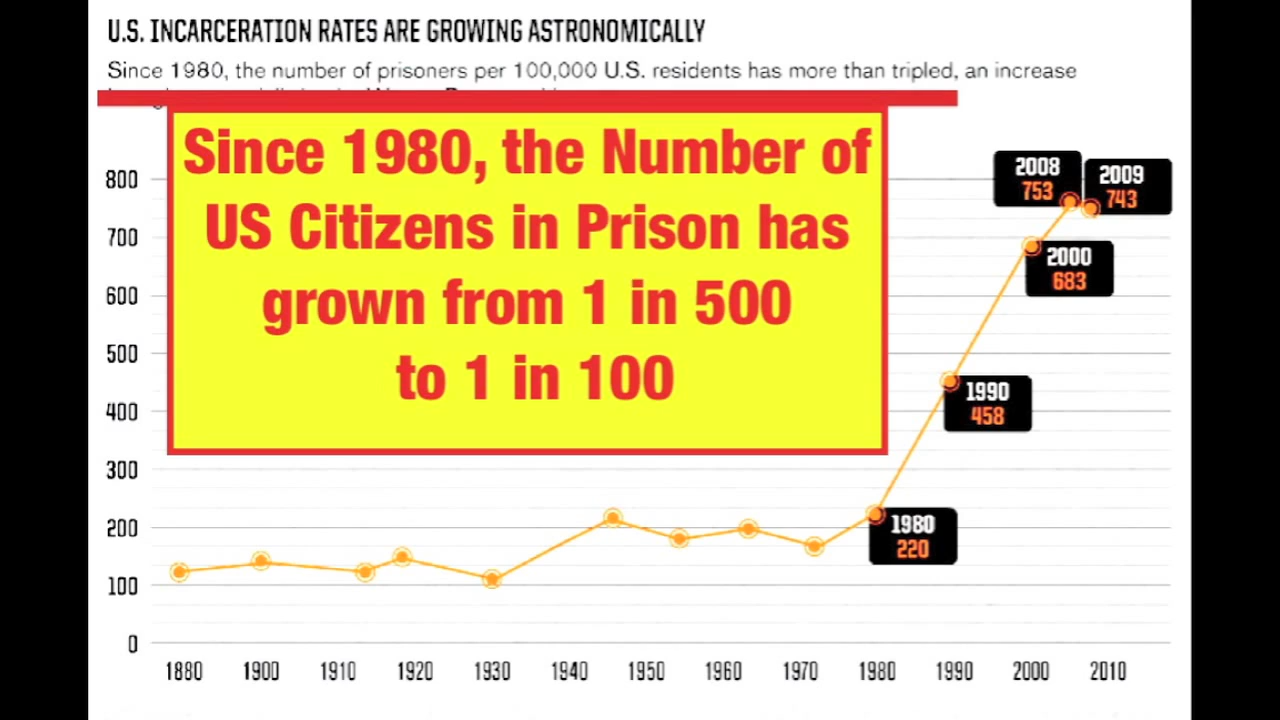 U.S. INCARCERATION RATES ARE GROWING ASTRONOMICALLY
Since 1980, the number of prisoners per 100,000 U.S. residents has more than tripled, an increase
Since 1980, the Number of
US Citizens in Prison has
grown from 1 in 500
to 1 in 100
800
700
600
500
400
300
200
100
0
2008
753
2009
743
2000
683
1990
458
1980
220
1880 1900 1910 1920 1930 1940 1950 1960 1970 1980 1990 2000 2010